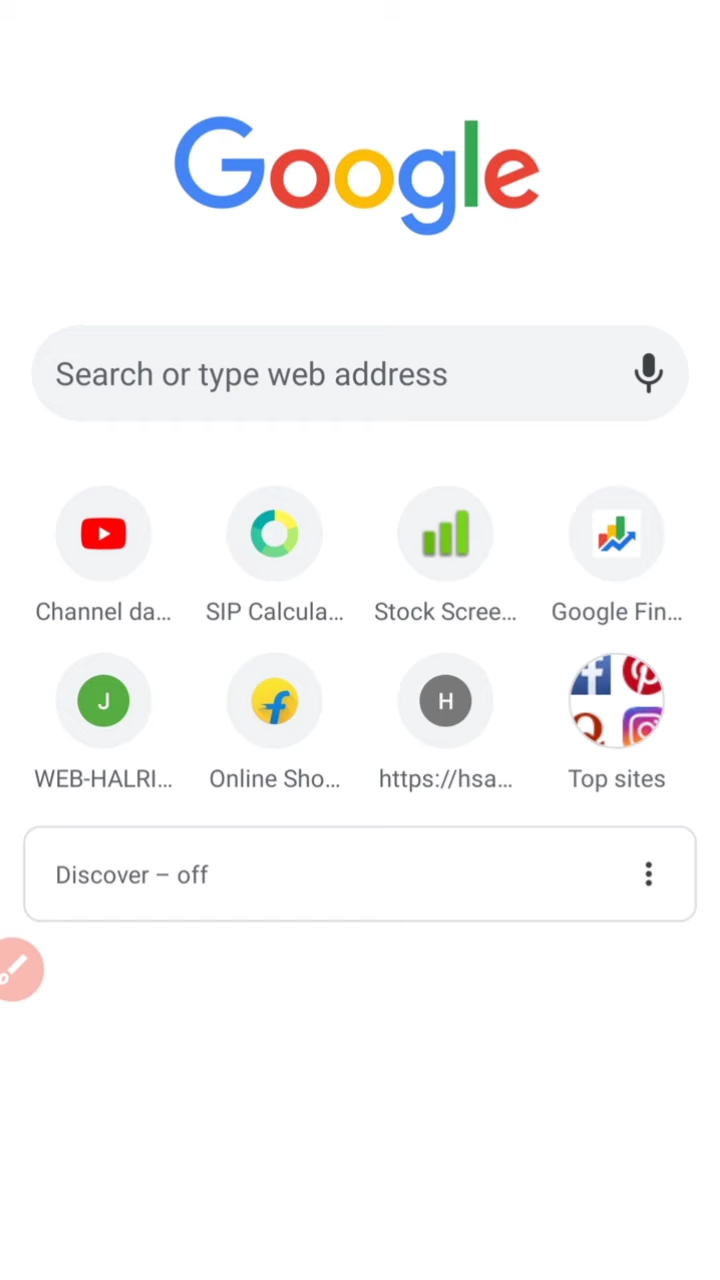 Google
Search or type web address
Channel da...
SIP Calcula...
Stock Scree...
Google Fin...
J
H
WEB-HALRI...
Online Sho...
https://hsa...
Top sites
Discover – off